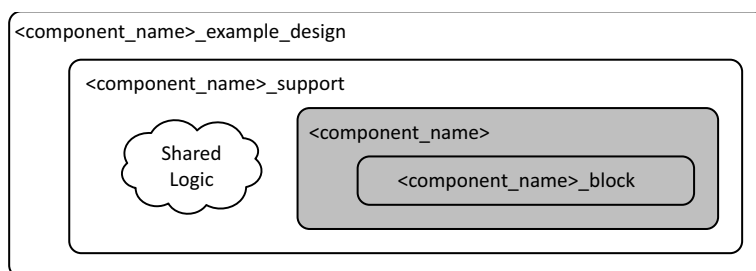 <component_name>_example_design
<component_name>_support
<component_name>
Shared
Logic
<component_name>_block